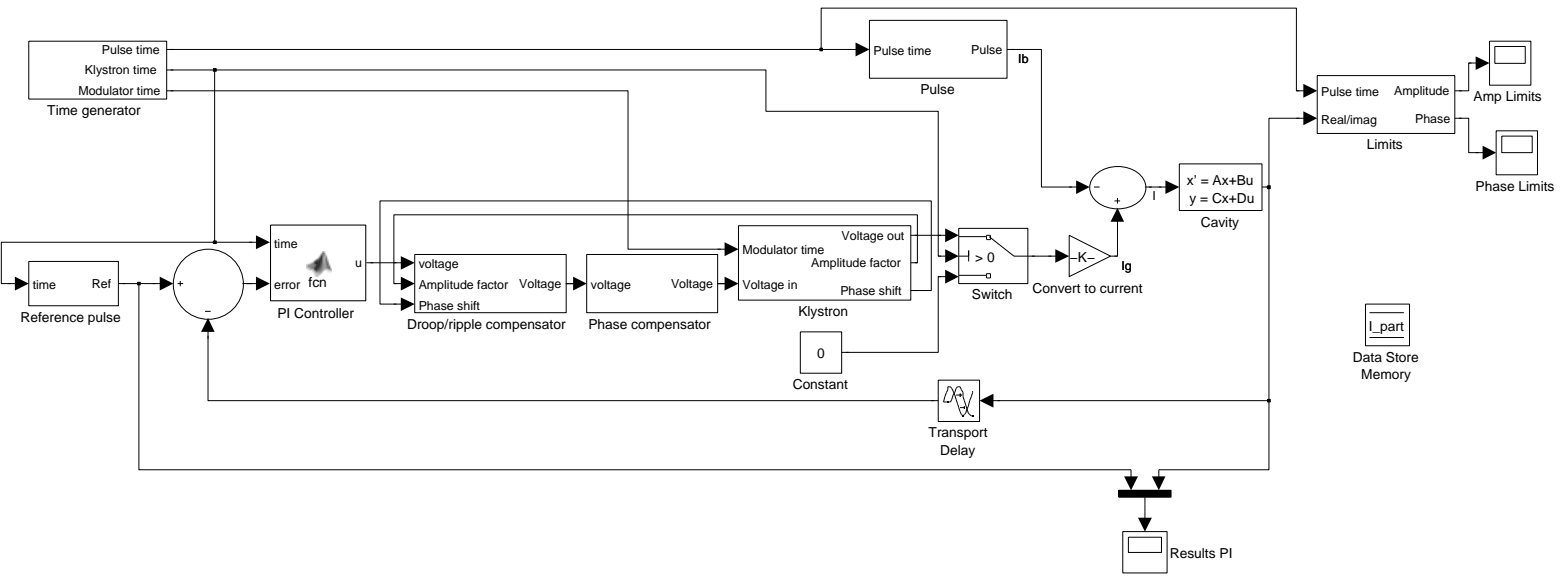 Pulse time
Klystron time
Modulator time
Time generator
Pulse time
Pulse
Pulse
Ib
Pulse time
Real/imag
Amplitude
Phase
Limits
Amp Limits
Phase Limits
−
+
I
x' = Ax+Bu
y = Cx+Du
Cavity
time
Ref
Reference pulse
+
−
time
error
u
fcn
PI Controller
voltage
Amplitude factor
Phase shift
Voltage
Droop/ripple compensator
voltage
Voltage
Phase compensator
Modulator time
Voltage in
Voltage out
Amplitude factor
Phase shift
Klystron
> 0
Switch
−K−
Convert to current
Ig
0
Constant
I_part
Data Store
Memory
Transport
Delay
Results PI